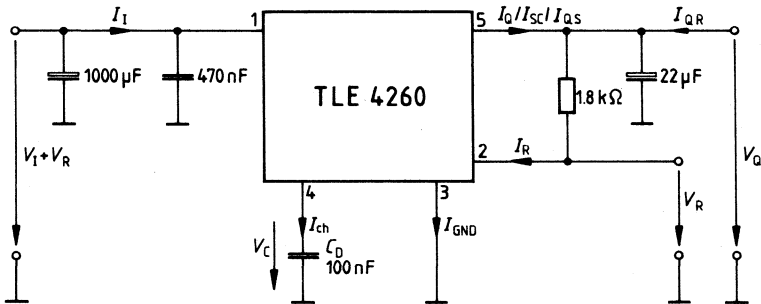 I_I
1
5
I_Q/I_SC/I_QS
I_QR
1000 µF
470 nF
TLE 4260
1.8 kΩ
22 µF
V_I + V_R
2
I_R
V_Q
4
3
V_R
V_C
I_ch
C_D
100 nF
I_GND